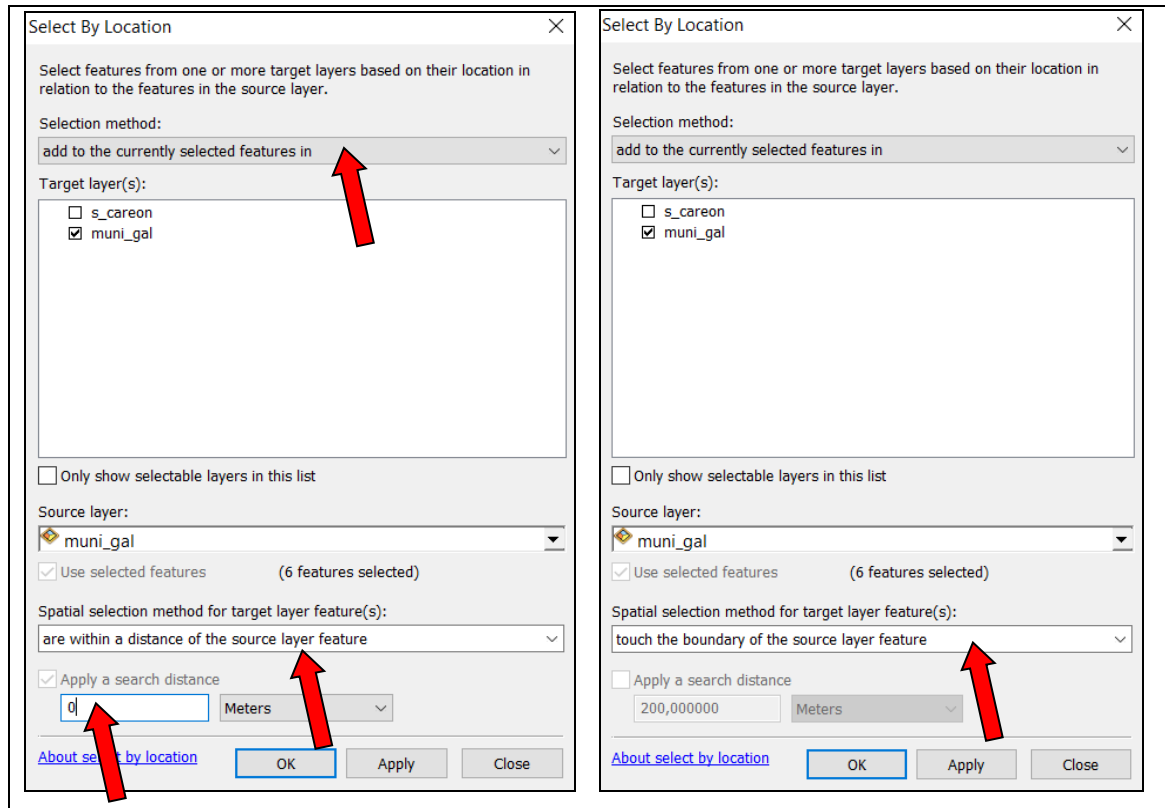 Select By Location
Select features from one or more target layers based on their location in
relation to the features in the source layer.
Selection method:
add to the currently selected features in
Target layer(s):
s_careon
muni_gal
Only show selectable layers in this list
Source layer:
muni_gal
Use selected features (6 features selected)
Spatial selection method for target layer feature(s):
are within a distance of the source layer feature
Apply a search distance
0 Meters
About select by location OK Apply Close
Select By Location
Select features from one or more target layers based on their location in
relation to the features in the source layer.
Selection method:
add to the currently selected features in
Target layer(s):
s_careon
muni_gal
Only show selectable layers in this list
Source layer:
muni_gal
Use selected features (6 features selected)
Spatial selection method for target layer feature(s):
touch the boundary of the source layer feature
Apply a search distance
200,000000 Meters
About select by location OK Apply Close